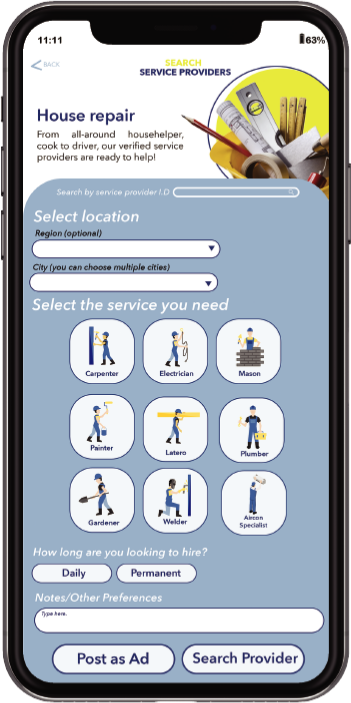 11:11
63%
BACK
SEARCH
SERVICE PROVIDERS
House repair
From all-around househelper,
cook to driver, our verified service
providers are ready to help!
Search by service provider I.D
Select location
Region (optional)
City (you can choose multiple cities)
Select the service you need
Carpenter
Electrician
Mason
Painter
Latero
Plumber
Gardener
Welder
Aircon
Specialist
How long are you looking to hire?
Daily
Permanent
Notes/Other Preferences
Type here.
Post as Ad
Search Provider